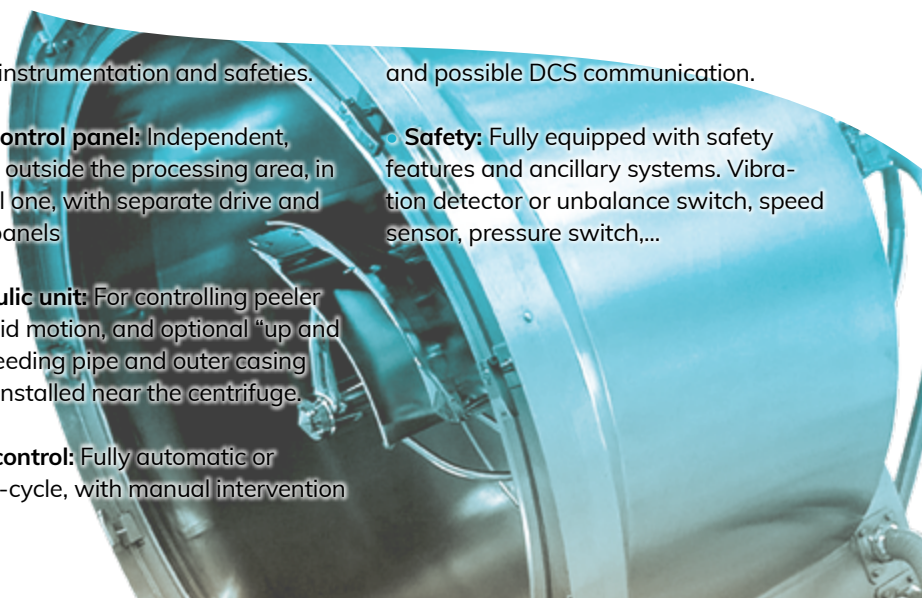 instrumentation and safeties.
ontrol panel: Independent,
outside the processing area, in
l one, with separate drive and
panels
ulic unit: For controlling peeler
id motion, and optional “up and
eeding pipe and outer casing
nstalled near the centrifuge.
control: Fully automatic or
-cycle, with manual intervention
and possible DCS communication.
• Safety: Fully equipped with safety
features and ancillary systems. Vibra-
tion detector or unbalance switch, speed
sensor, pressure switch,...